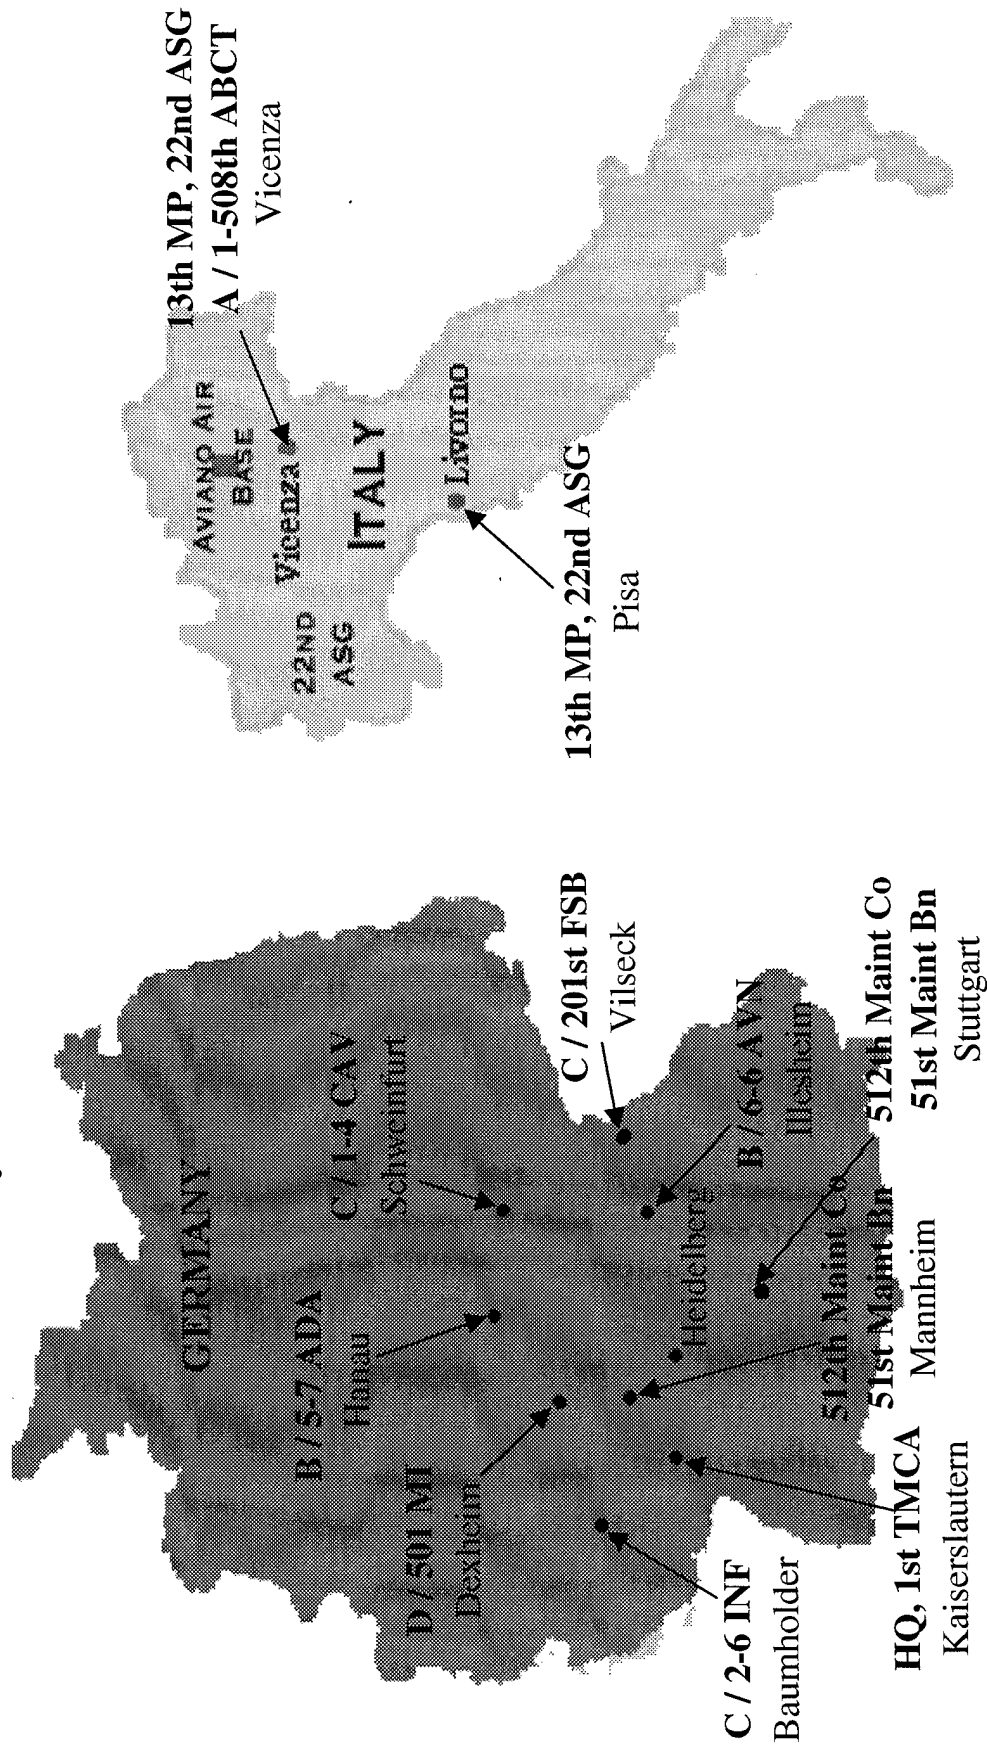 GERMANY
B / 5-7 ADA
Hanau
C / 1-4 CAV
Schweinfurt
D / 501 MI
Dexheim
C / 201st FSB
Vilseck
C / 2-6 INF
Baumholder
Heidelberg
B / 6-6 AVN
Illesheim
HQ, 1st TMCA
Kaiserslautern
512th Maint Co
51st Maint Bn
Mannheim
512th Maint Co
51st Maint Bn
Stuttgart
13th MP, 22nd ASG
A / 1-508th ABCT
Vicenza
AVIANO AIR
BASE
Vicenza
22ND
ASG
ITALY
Livorno
13th MP, 22nd ASG
Pisa